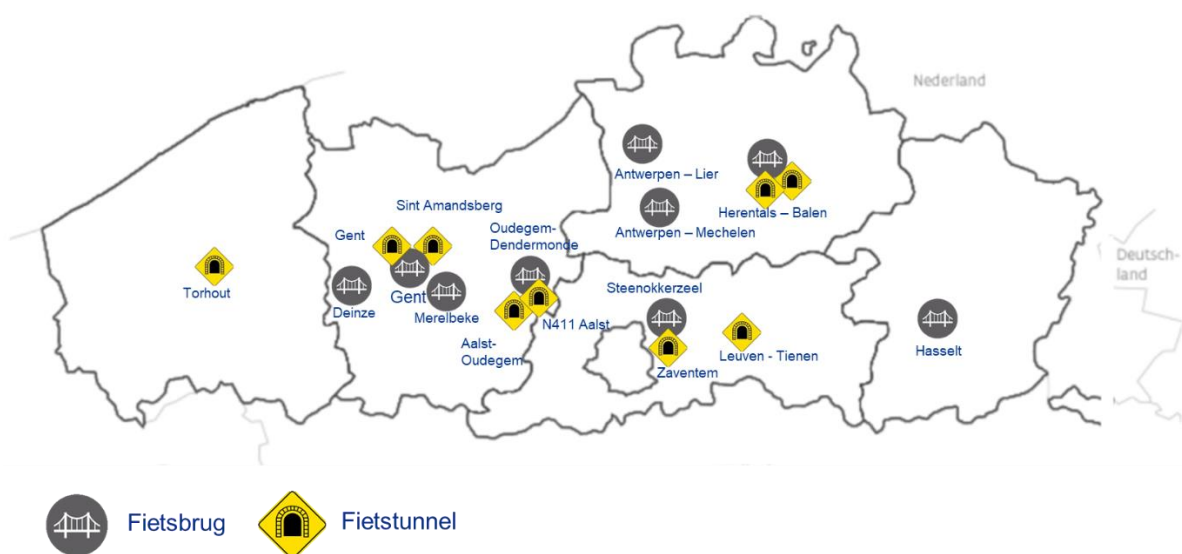 Nederland
Antwerpen – Lier
Sint Amandsberg
Herentals – Balen
Gent
Oudegem-
Dendermonde
Antwerpen – Mechelen
Deutsch-
land
Torhout
Steenokkerzeel
Gent
Deinze
Merelbeke
N411 Aalst
Aalst-
Oudegem
Leuven - Tienen
Hasselt
Zaventem
Fietsbrug
Fietstunnel